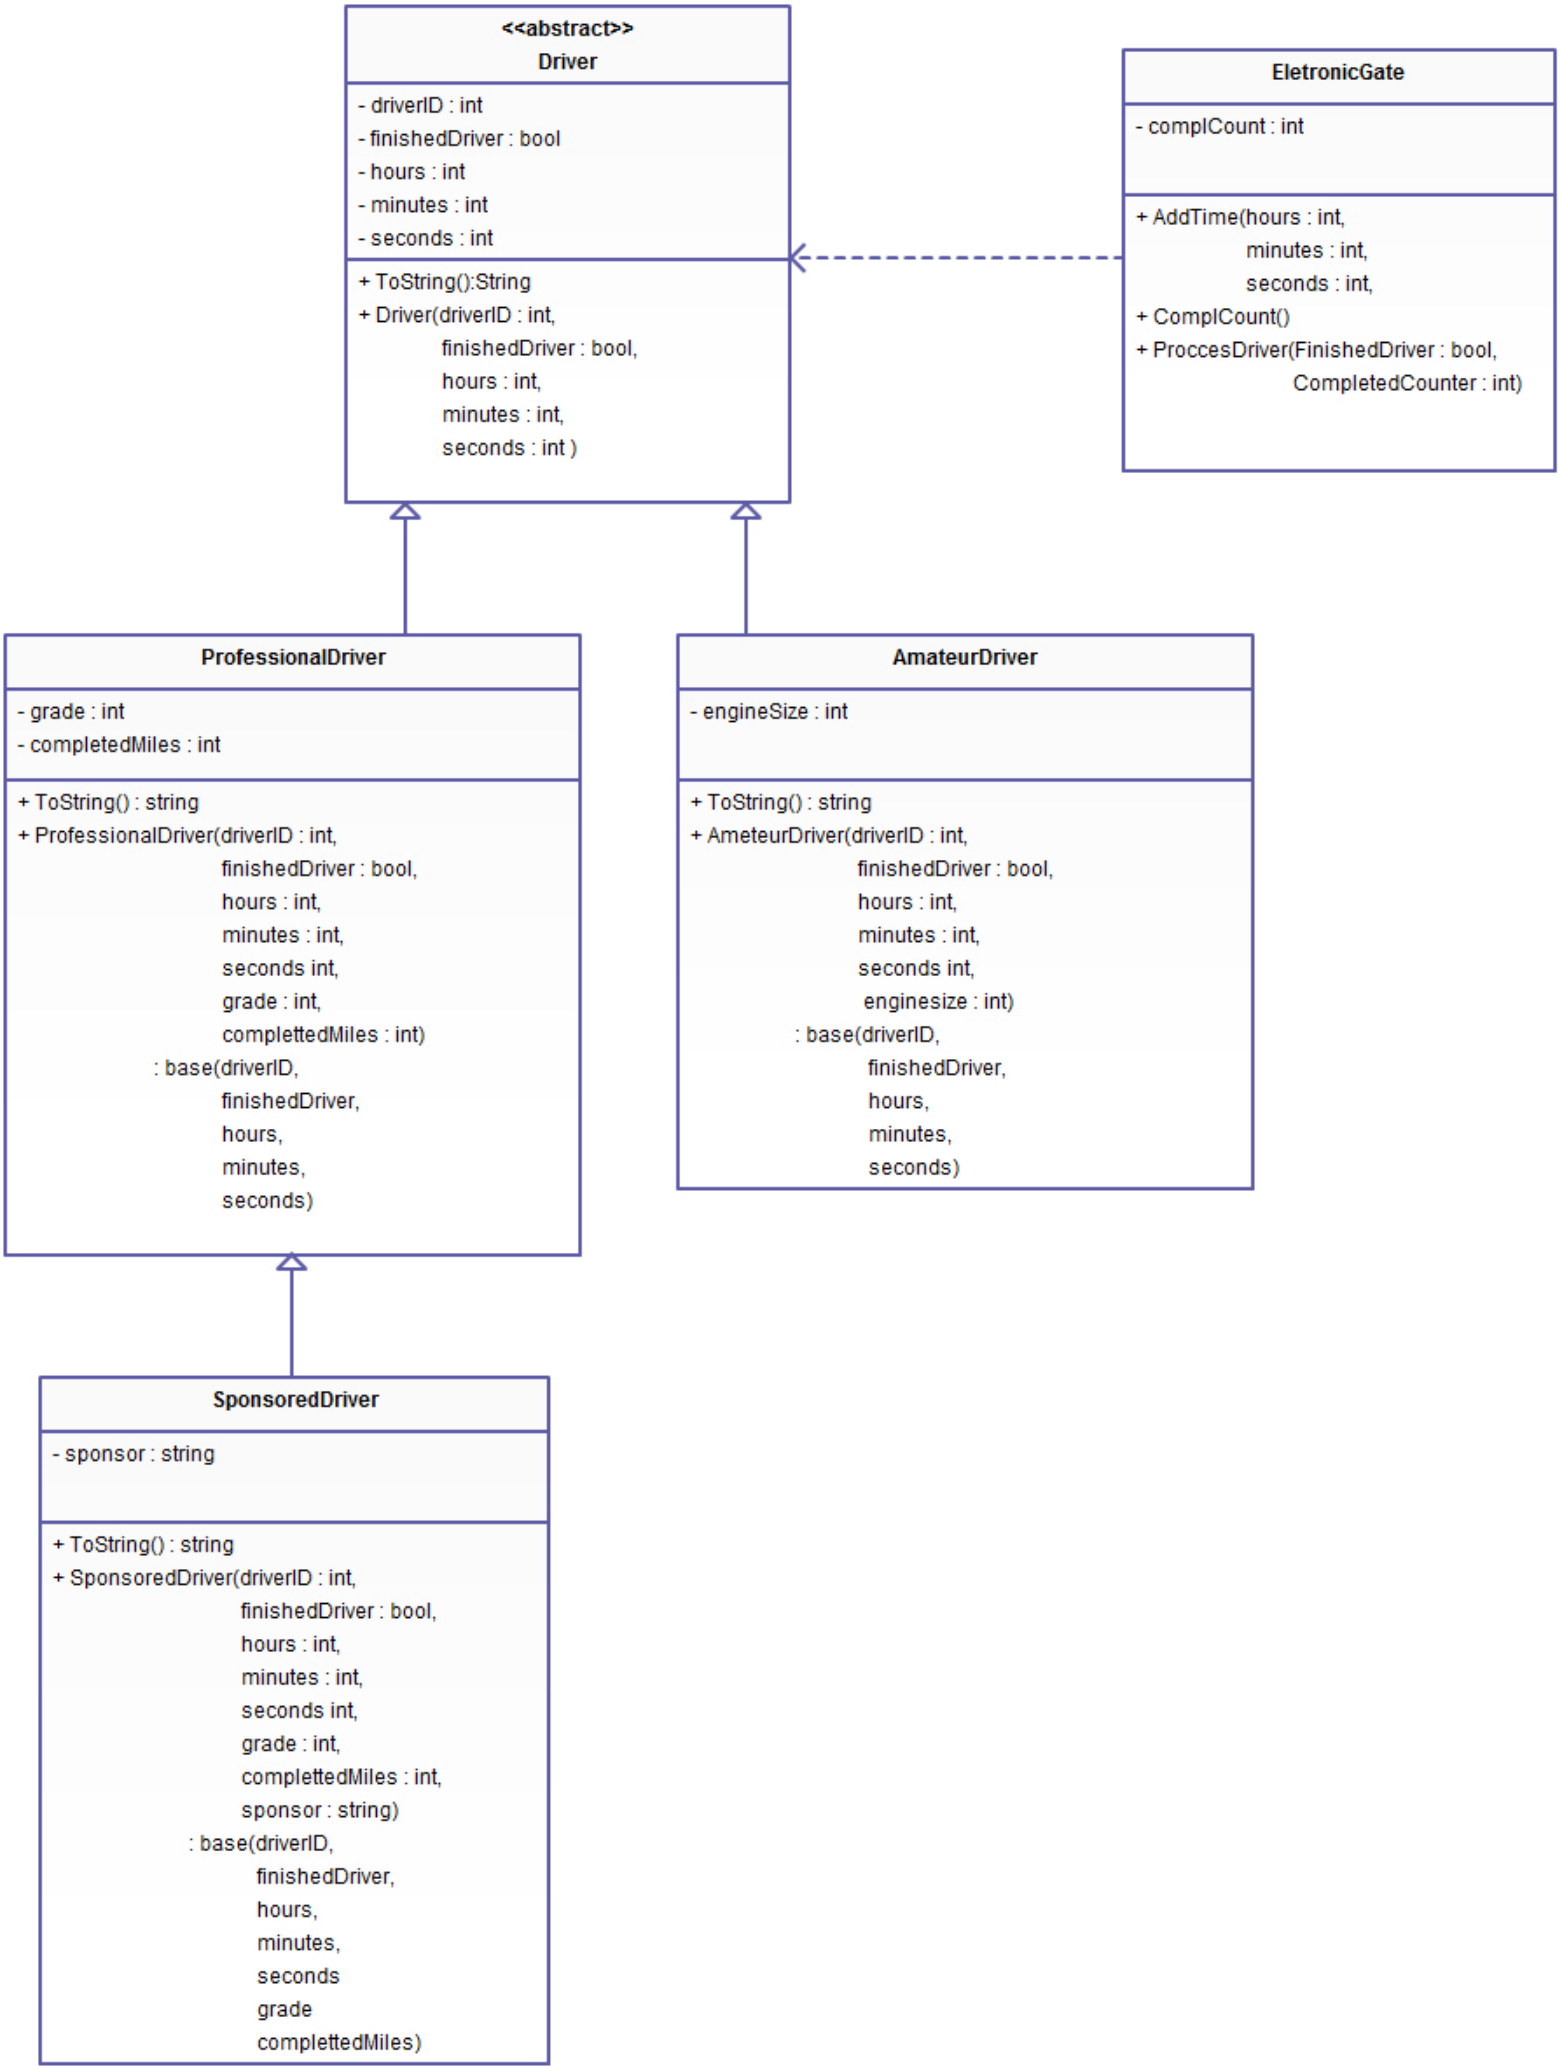 <<abstract>>
Driver
- driverID : int
- finishedDriver : bool
- hours : int
- minutes : int
- seconds : int
+ ToString():String
+ Driver(driverID : int,
finishedDriver : bool,
hours : int,
minutes : int,
seconds : int )
EletronicGate
- complCount : int
+ AddTime(hours : int,
minutes : int,
seconds : int,
+ ComplCount()
+ ProccesDriver(FinishedDriver : bool,
CompletedCounter : int)
ProfessionalDriver
- grade : int
- completedMiles : int
+ ToString() : string
+ ProfessionalDriver(driverID : int,
finishedDriver : bool,
hours : int,
minutes : int,
seconds int,
grade : int,
complettedMiles : int)
: base(driverID,
finishedDriver,
hours,
minutes,
seconds)
AmateurDriver
- engineSize : int
+ ToString() : string
+ AmeteurDriver(driverID : int,
finishedDriver : bool,
hours : int,
minutes : int,
seconds int,
enginesize : int)
: base(driverID,
finishedDriver,
hours,
minutes,
seconds)
SponsoredDriver
- sponsor : string
+ ToString() : string
+ SponsoredDriver(driverID : int,
finishedDriver : bool,
hours : int,
minutes : int,
seconds int,
grade : int,
complettedMiles : int,
sponsor : string)
: base(driverID,
finishedDriver,
hours,
minutes,
seconds
grade
complettedMiles)